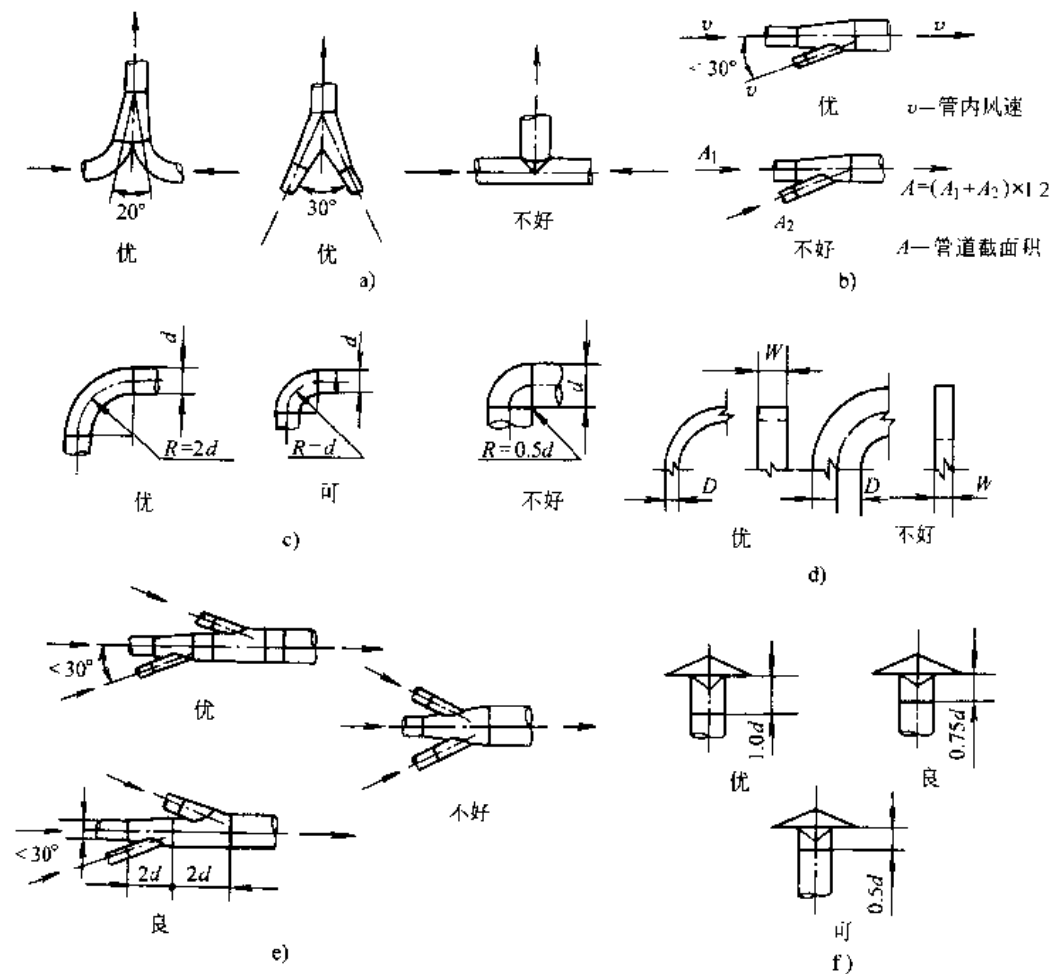 20°
优
30°
优
不好
a)
υ
υ
<30°
υ
优
υ—管内风速
A₁
A₂
A=(A₁+A₂)×1.2
不好
A—管道截面积
b)
d
R=2d
优
d
R=d
可
d
R=0.5d
不好
c)
W
D
优
D
W
不好
d)
<30°
优
不好
<30°
2d
2d
良
e)
1.0d
优
0.75d
良
0.5d
可
f)